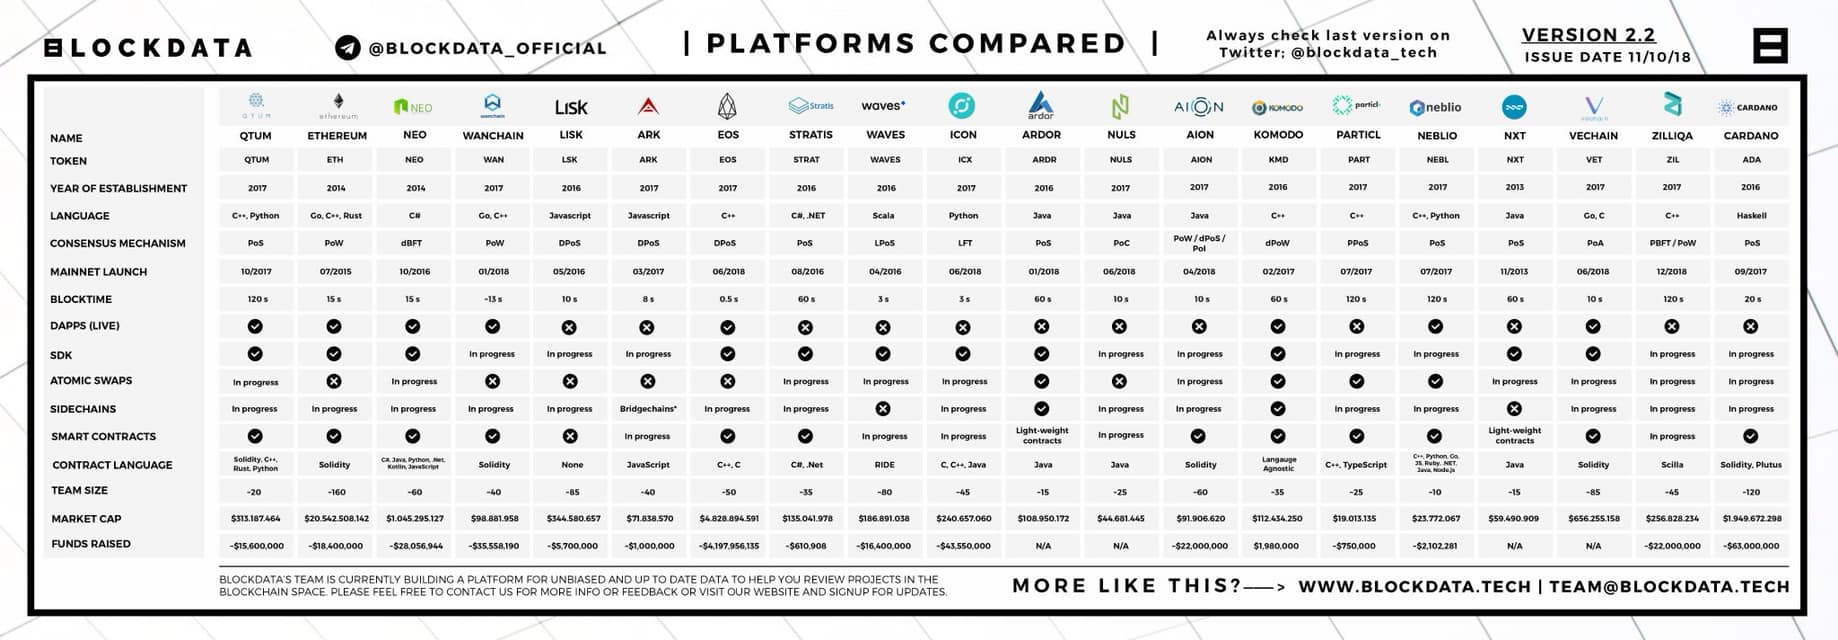 BLOCKDATA
@BLOCKDATA_OFFICIAL
| PLATFORMS COMPARED |
Always check last version on
Twitter; @blockdata_tech
VERSION 2.2
ISSUE DATE 11/10/18
QTUM ethereum NEO wanchain Lısk Stratis waves ardor AION KOMODO particl neblio vechain CARDANO
NAME QTUM ETHEREUM NEO WANCHAIN LISK ARK EOS STRATIS WAVES ICON ARDOR NULS AION KOMODO PARTICL NEBLIO NXT VECHAIN ZILLIQA CARDANO
TOKEN QTUM ETH NEO WAN LSK ARK EOS STRAT WAVES ICX ARDR NULS AION KMD PART NEBL NXT VET ZIL ADA
YEAR OF ESTABLISHMENT 2017 2014 2014 2017 2016 2017 2017 2016 2016 2017 2016 2017 2017 2016 2017 2017 2013 2017 2017 2016
LANGUAGE C++, Python Go, C++, Rust C# Go, C++ Javascript Javascript C++ C#, .NET Scala Python Java Java Java C++ C++ C++, Python Java Go, C C++ Haskell
CONSENSUS MECHANISM PoS PoW dBFT PoW DPoS DPoS DPoS PoS LPoS LFT PoS PoC PoW / dPoS / PoI dPoW PPoS PoS PoS PoA PBFT / PoW PoS
MAINNET LAUNCH 10/2017 07/2015 10/2016 01/2018 05/2016 03/2017 06/2018 08/2016 04/2016 06/2018 01/2018 06/2018 04/2018 02/2017 07/2017 07/2017 11/2013 06/2018 12/2018 09/2017
BLOCKTIME 120 s 15 s 15 s ~13 s 10 s 8 s 0.5 s 60 s 3 s 3 s 60 s 10 s 10 s 60 s 120 s 120 s 60 s 10 s 120 s 20 s
DAPPS (LIVE)
SDK In progress In progress In progress In progress In progress In progress In progress In progress In progress
ATOMIC SWAPS In progress In progress In progress In progress In progress In progress In progress In progress In progress In progress
SIDECHAINS In progress In progress In progress In progress In progress Bridgechains* In progress In progress In progress In progress In progress In progress In progress In progress In progress In progress
SMART CONTRACTS In progress In progress In progress Light-weight contracts In progress Light-weight contracts In progress
CONTRACT LANGUAGE Solidity, C++, Rust, Python Solidity C#, Java, Python, .Net, Kotlin, JavaScript Solidity None JavaScript C++, C C#, .Net RIDE C, C++, Java Java Java Solidity Langauge Agnostic C++, TypeScript C++, Python, Go, JS, Ruby, .NET, Java, Node.js Java Solidity Scilla Solidity, Plutus
TEAM SIZE ~20 ~160 ~60 ~40 ~85 ~40 ~50 ~35 ~80 ~45 ~15 ~25 ~60 ~35 ~25 ~10 ~15 ~85 ~45 ~120
MARKET CAP $313.187.464 $20.542.508.142 $1.045.295.127 $98.881.958 $344.580.657 $71.838.570 $4.828.894.591 $135.041.978 $186.891.038 $240.657.060 $108.950.172 $44.681.445 $91.906.620 $112.434.250 $19.013.135 $23.772.067 $59.490.909 $656.255.158 $256.828.234 $1.949.672.298
FUNDS RAISED ~$15,600,000 ~$18,400,000 ~$28,056,944 ~$35,558,190 ~$5,700,000 ~$1,000,000 ~$4,197,956,135 ~$610,908 ~$16,400,000 ~$43,550,000 N/A N/A ~$22,000,000 $1,980,000 ~$750,000 ~$2,102,281 N/A N/A ~$22,000,000 ~$63,000,000
BLOCKDATA'S TEAM IS CURRENTLY BUILDING A PLATFORM FOR UNBIASED AND UP TO DATE DATA TO HELP YOU REVIEW PROJECTS IN THE
BLOCKCHAIN SPACE. PLEASE FEEL FREE TO CONTACT US FOR MORE INFO OR FEEDBACK OR VISIT OUR WEBSITE AND SIGNUP FOR UPDATES.
MORE LIKE THIS?——> WWW.BLOCKDATA.TECH | TEAM@BLOCKDATA.TECH